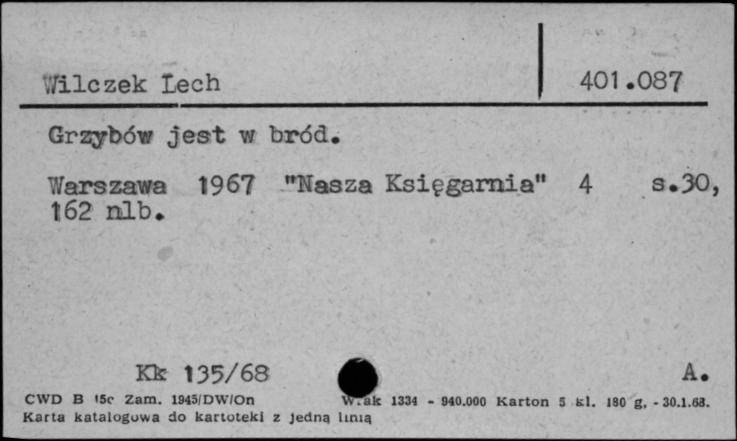 Wilczek Lech 401.087
Grzybów jest w bród.
Warszawa 1967 "Nasza Księgarnia" 4 s.30,
162 nlb.
Kk 135/68 A.
CWD B 15c Zam. 1945/DW/On W.ak 1334 - 940.000 Karton 5 kl. 180 g. - 30.1.68.
Karta katalogowa do kartoteki z jedną linią